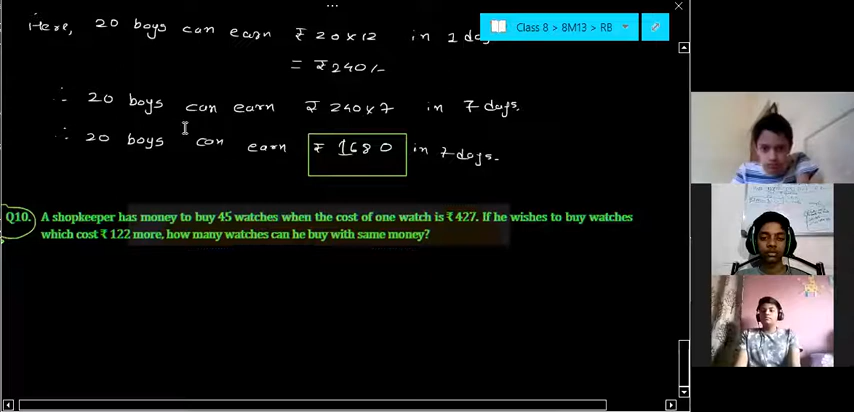 Here, 20 boys can earn ₹ 20×12 in 1 day
= ₹240/-
∴ 20 boys can earn ₹ 240×7 in 7 days.
∴ 20 boys can earn ₹ 1680 in 7 days.
Class 8 > 8M13 > RB
Q10. A shopkeeper has money to buy 45 watches when the cost of one watch is ₹ 427. If he wishes to buy watches
which cost ₹ 122 more, how many watches can he buy with same money?